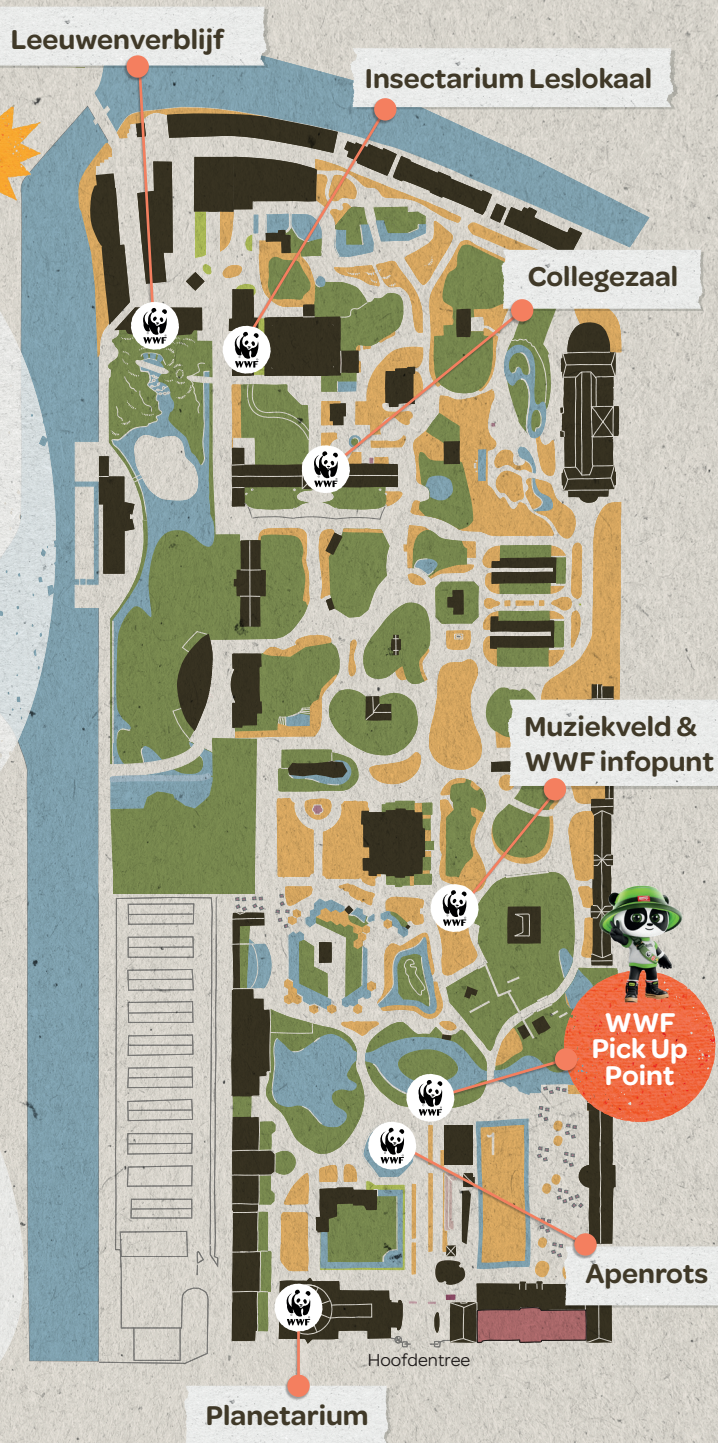 Leeuwenverblijf
Insectarium Leslokaal
Collegezaal
WWF
WWF
WWF
Muziekveld &
WWF infopunt
WWF
WWF
Pick Up
Point
WWF
WWF
Apenrots
WWF
Hoofdentree
Planetarium